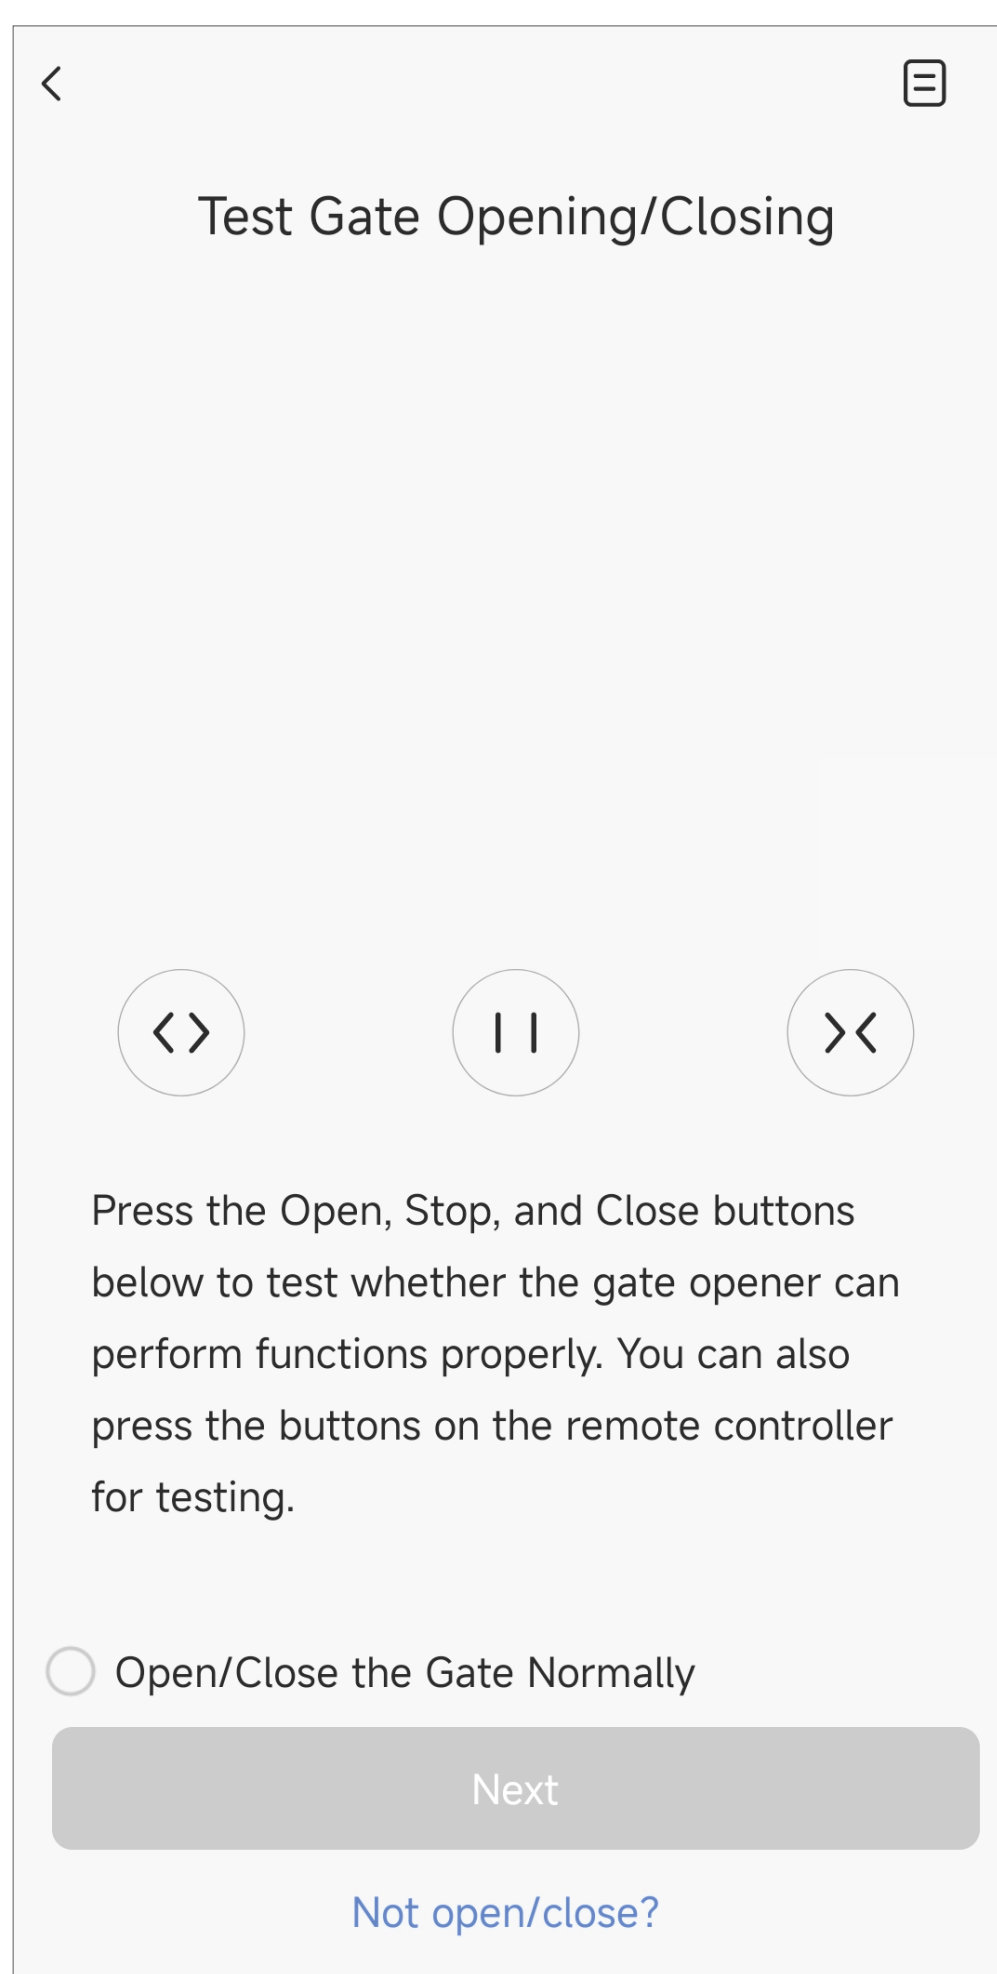 Test Gate Opening/Closing
Press the Open, Stop, and Close buttons
below to test whether the gate opener can
perform functions properly. You can also
press the buttons on the remote controller
for testing.
Open/Close the Gate Normally
Next
Not open/close?